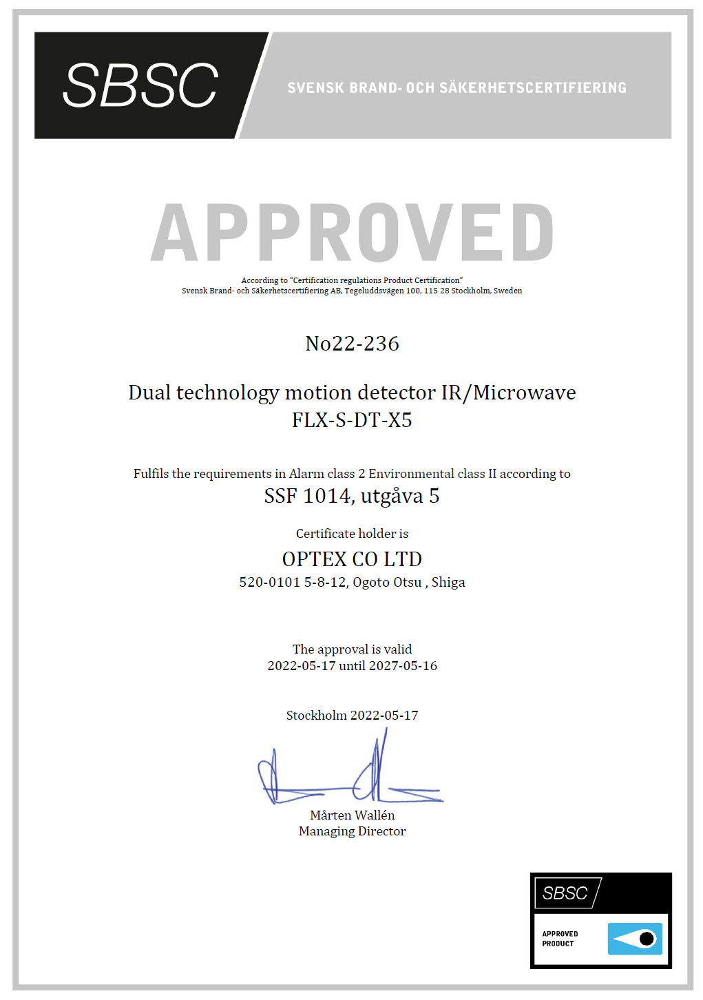 SBSC
SVENSK BRAND- OCH SÄKERHETSCERTIFIERING
APPROVED
According to “Certification regulations Product Certification”
Svensk Brand- och Säkerhetscertifiering AB, Tegeluddsvägen 100, 115 28 Stockholm, Sweden
No22-236
Dual technology motion detector IR/Microwave
FLX-S-DT-X5
Fulfils the requirements in Alarm class 2 Environmental class II according to
SSF 1014, utgåva 5
Certificate holder is
OPTEX CO LTD
520-0101 5-8-12, Ogoto Otsu , Shiga
The approval is valid
2022-05-17 until 2027-05-16
Stockholm 2022-05-17
Mårten Wallén
Managing Director
SBSC
APPROVED
PRODUCT